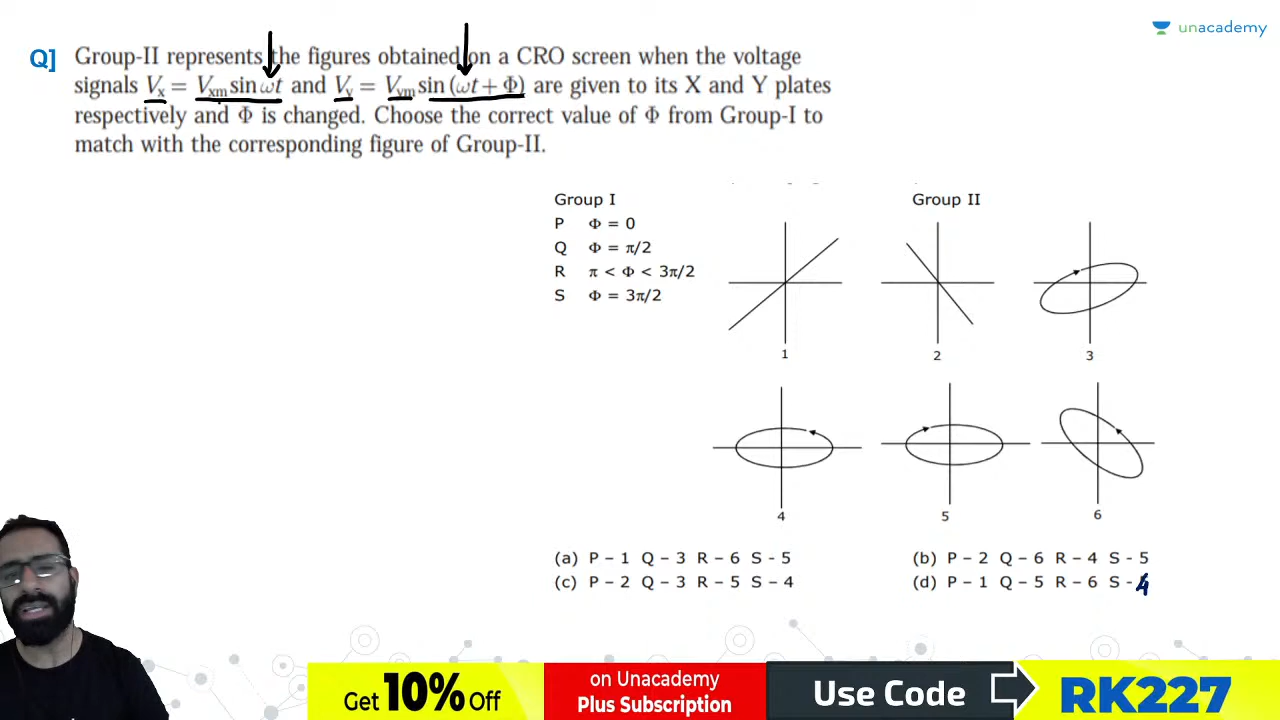 unacademy
Q] Group-II represents the figures obtained on a CRO screen when the voltage
signals Vx = Vxm sin ωt and Vy = Vym sin (ωt + Φ) are given to its X and Y plates
respectively and Φ is changed. Choose the correct value of Φ from Group-I to
match with the corresponding figure of Group-II.
Group I
Group II
P Φ = 0
Q Φ = π/2
R π < Φ < 3π/2
S Φ = 3π/2
1
2
3
4
5
6
(a) P – 1 Q – 3 R – 6 S - 5
(b) P – 2 Q – 6 R – 4 S - 5
(c) P – 2 Q – 3 R – 5 S – 4
(d) P – 1 Q – 5 R – 6 S - 4
Get 10% Off
on Unacademy
Plus Subscription
Use Code
RK227